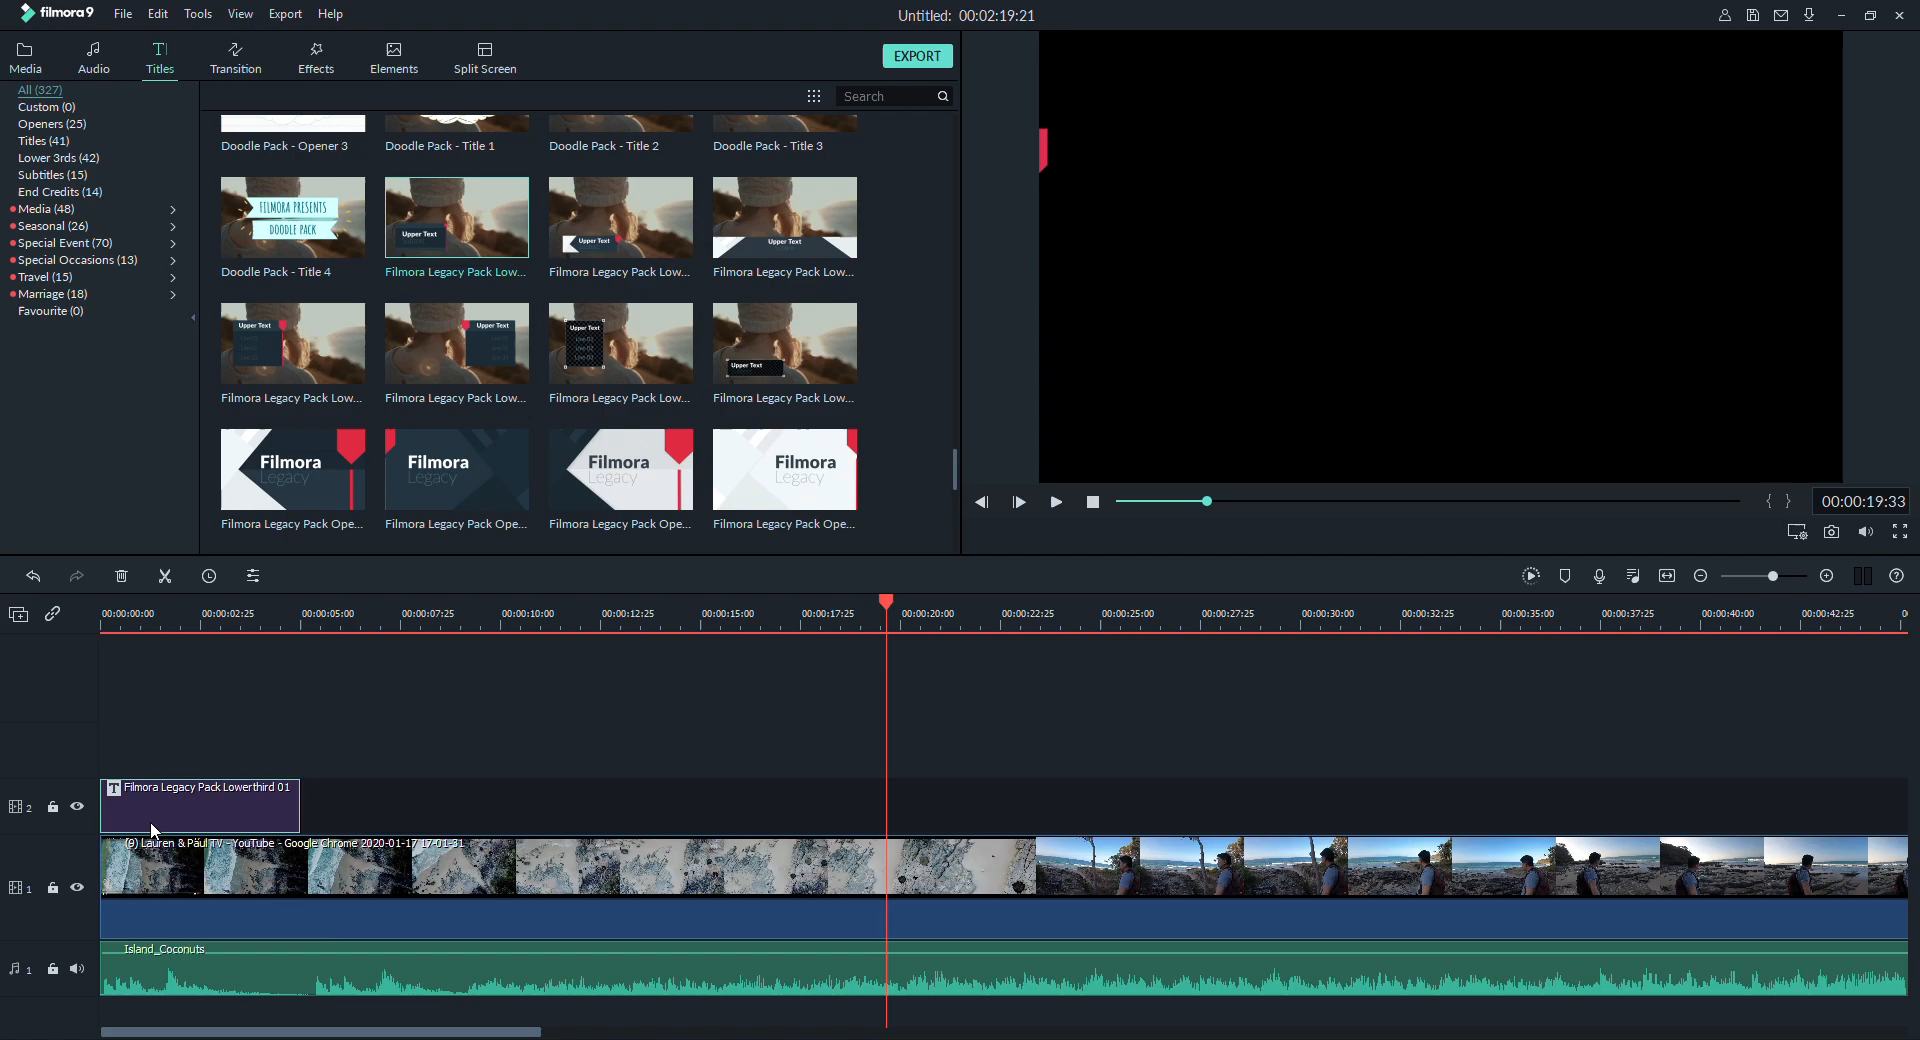 filmora9 File Edit Tools View Export Help
Untitled: 00:02:19:21
Media Audio Titles Transition Effects Elements Split Screen
EXPORT
All (327)
Custom (0)
Openers (25)
Titles (41)
Lower 3rds (42)
Subtitles (15)
End Credits (14)
Media (48)
Seasonal (26)
Special Event (70)
Special Occasions (13)
Travel (15)
Marriage (18)
Favourite (0)
Search
Doodle Pack - Opener 3
Doodle Pack - Title 1
Doodle Pack - Title 2
Doodle Pack - Title 3
FILMORA PRESENTS
DOODLE PACK
Upper Text
Upper Text
Upper Text
Doodle Pack - Title 4
Filmora Legacy Pack Low...
Filmora Legacy Pack Low...
Filmora Legacy Pack Low...
Upper Text
Upper Text
Upper Text
Upper Text
Filmora Legacy Pack Low...
Filmora Legacy Pack Low...
Filmora Legacy Pack Low...
Filmora Legacy Pack Low...
Filmora
Legacy
Filmora
Legacy
Filmora
Legacy
Filmora
Legacy
Filmora Legacy Pack Ope...
Filmora Legacy Pack Ope...
Filmora Legacy Pack Ope...
Filmora Legacy Pack Ope...
00:00:19:33
00:00:00:00 00:00:02:25 00:00:05:00 00:00:07:25 00:00:10:00 00:00:12:25 00:00:15:00 00:00:17:25 00:00:20:00 00:00:22:25 00:00:25:00 00:00:27:25 00:00:30:00 00:00:32:25 00:00:35:00 00:00:37:25 00:00:40:00 00:00:42:25
T Filmora Legacy Pack Lowerthird 01
2
(9) Lauren & Paul TV - YouTube - Google Chrome 2020-01-17 17-01-31
1
Island_Coconuts
1